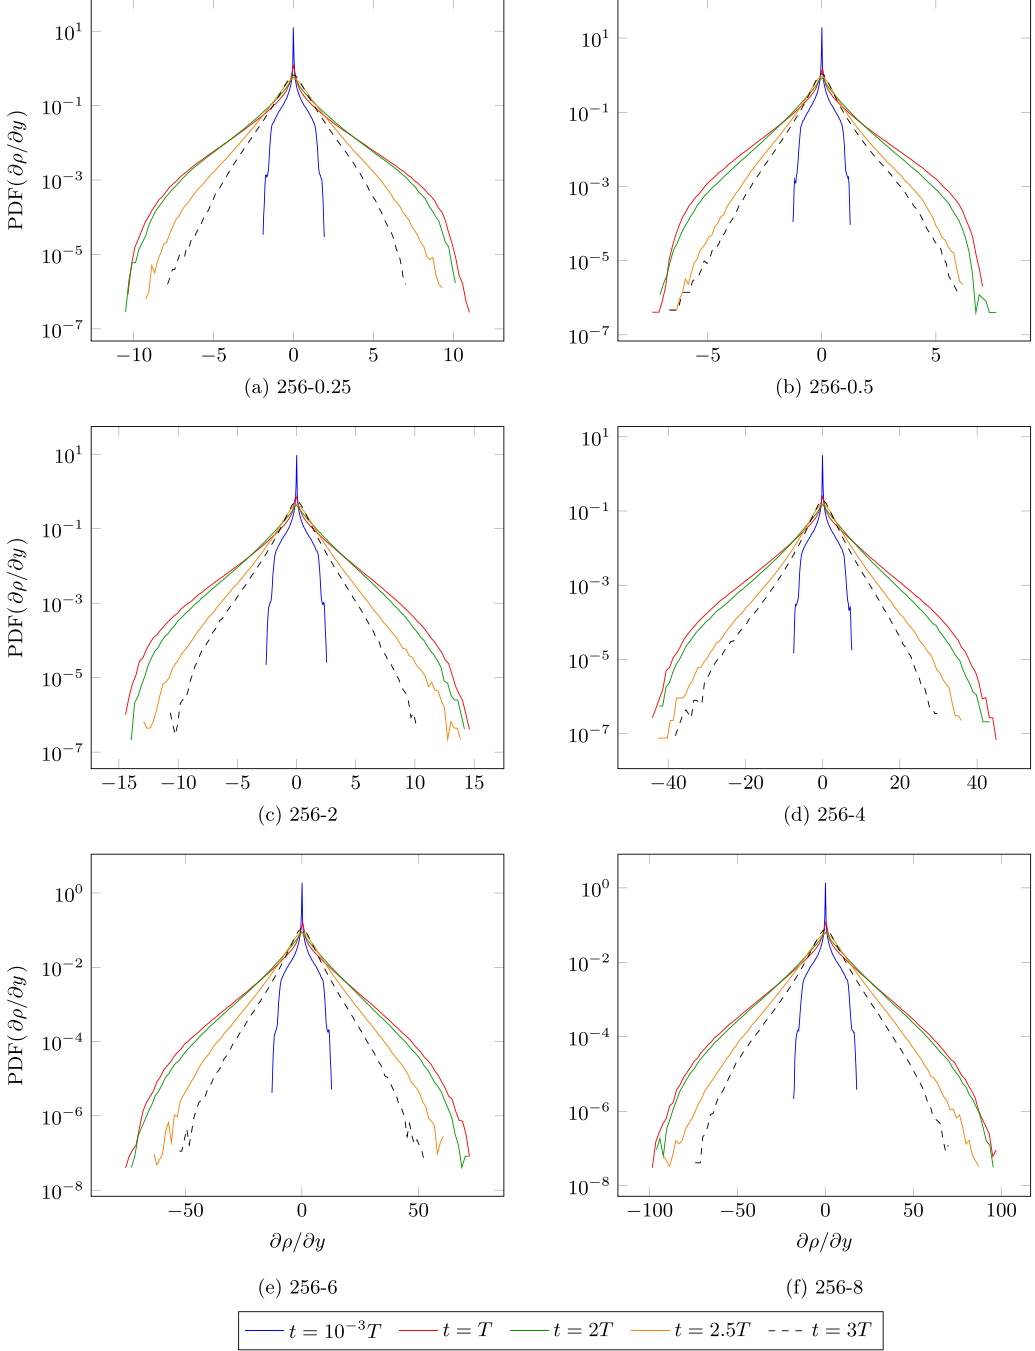 10^1
10^−1
10^−3
10^−5
10^−7
PDF(∂ρ/∂y)
−10 −5 0 5 10
(a) 256-0.25
10^1
10^−1
10^−3
10^−5
10^−7
−5 0 5
(b) 256-0.5
10^1
10^−1
10^−3
10^−5
10^−7
PDF(∂ρ/∂y)
−15 −10 −5 0 5 10 15
(c) 256-2
10^1
10^−1
10^−3
10^−5
10^−7
−40 −20 0 20 40
(d) 256-4
10^0
10^−2
10^−4
10^−6
10^−8
PDF(∂ρ/∂y)
−50 0 50
∂ρ/∂y
(e) 256-6
10^0
10^−2
10^−4
10^−6
10^−8
−100 −50 0 50 100
∂ρ/∂y
(f) 256-8
t = 10^−3T t = T t = 2T t = 2.5T t = 3T